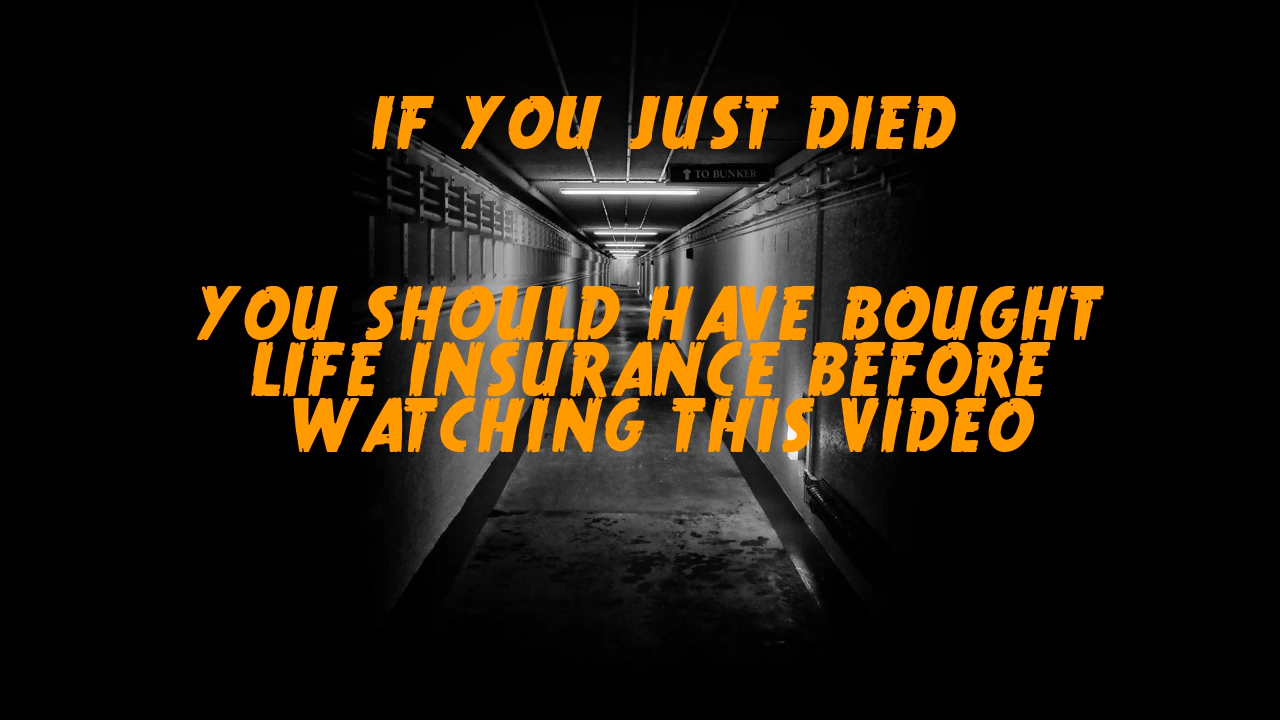 IF YOU JUST DIED
↑ TO BUNKER
YOU SHOULD HAVE BOUGHT
LIFE INSURANCE BEFORE
WATCHING THIS VIDEO